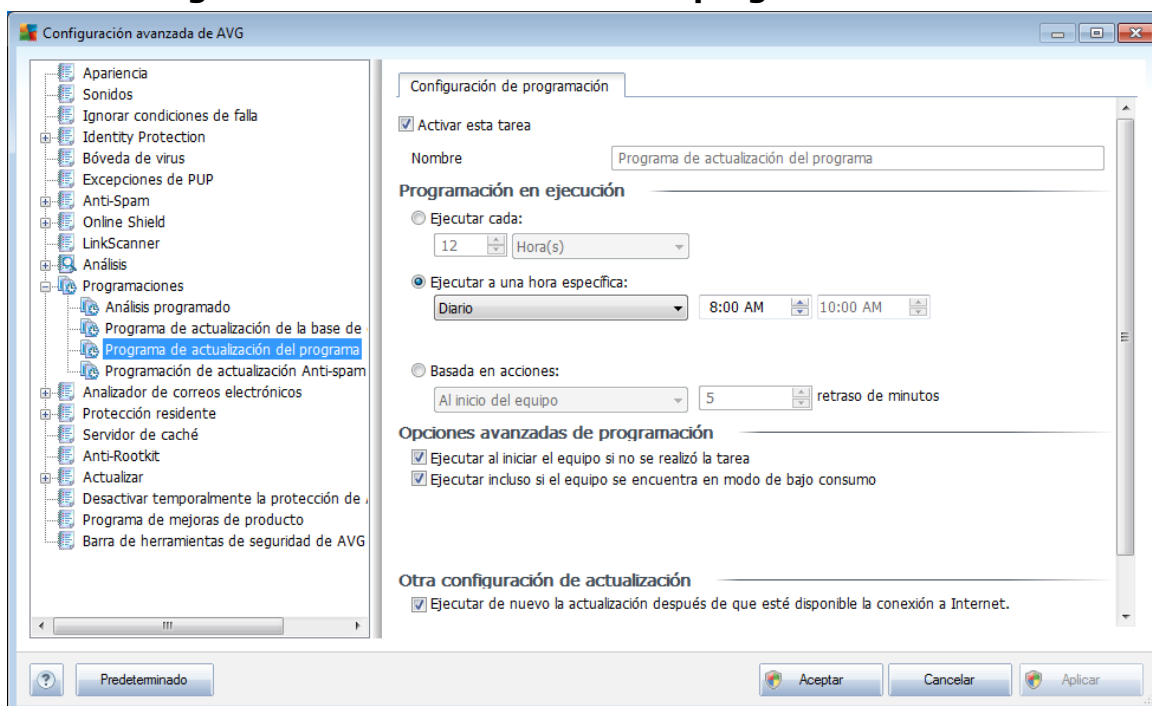 Configuración avanzada de AVG
Apariencia
Sonidos
Ignorar condiciones de falla
Identity Protection
Bóveda de virus
Excepciones de PUP
Anti-Spam
Online Shield
LinkScanner
Análisis
Programaciones
Análisis programado
Programa de actualización de la base de
Programa de actualización del programa
Programación de actualización Anti-spam
Analizador de correos electrónicos
Protección residente
Servidor de caché
Anti-Rootkit
Actualizar
Desactivar temporalmente la protección de
Programa de mejoras de producto
Barra de herramientas de seguridad de AVG
Configuración de programación
Activar esta tarea
Nombre Programa de actualización del programa
Programación en ejecución
Ejecutar cada:
12 Hora(s)
Ejecutar a una hora específica:
Diario 8:00 AM 10:00 AM
Basada en acciones:
Al inicio del equipo 5 retraso de minutos
Opciones avanzadas de programación
Ejecutar al iniciar el equipo si no se realizó la tarea
Ejecutar incluso si el equipo se encuentra en modo de bajo consumo
Otra configuración de actualización
Ejecutar de nuevo la actualización después de que esté disponible la conexión a Internet.
Predeterminado Aceptar Cancelar Aplicar